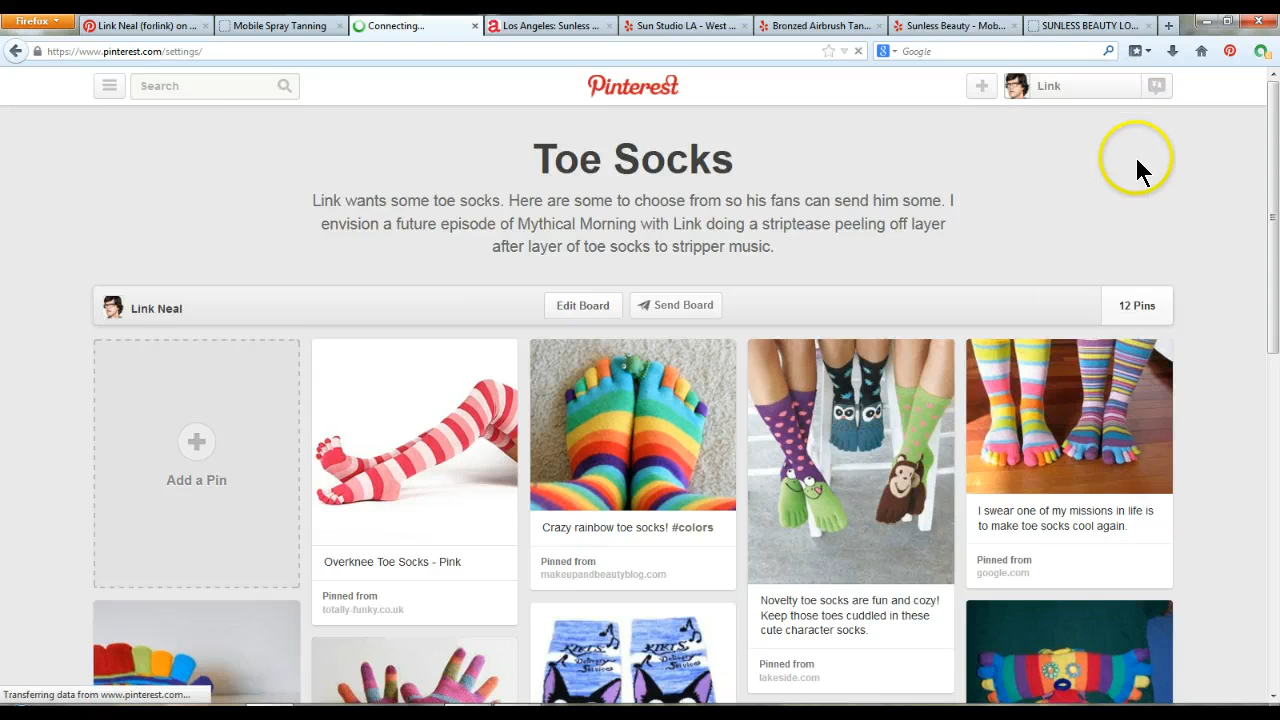 Firefox
Link Neal (forlink) on ...
Mobile Spray Tanning
Connecting...
Los Angeles: Sunless ...
Sun Studio LA - West ...
Bronzed Airbrush Tan...
Sunless Beauty - Mob...
SUNLESS BEAUTY LO...
https://www.pinterest.com/settings/
Google
Search
Pinterest
Link
Toe Socks
Link wants some toe socks. Here are some to choose from so his fans can send him some. I
envision a future episode of Mythical Morning with Link doing a striptease peeling off layer
after layer of toe socks to stripper music.
Link Neal
Edit Board
Send Board
12 Pins
Add a Pin
Overknee Toe Socks - Pink
Pinned from
totally-funky.co.uk
Crazy rainbow toe socks! #colors
Pinned from
makeupandbeautyblog.com
Novelty toe socks are fun and cozy!
Keep those toes cuddled in these
cute character socks.
Pinned from
lakeside.com
I swear one of my missions in life is
to make toe socks cool again.
Pinned from
google.com
KIKI'S
Delivery
Service
KIKI'S
Delivery
Service
Transferring data from www.pinterest.com...